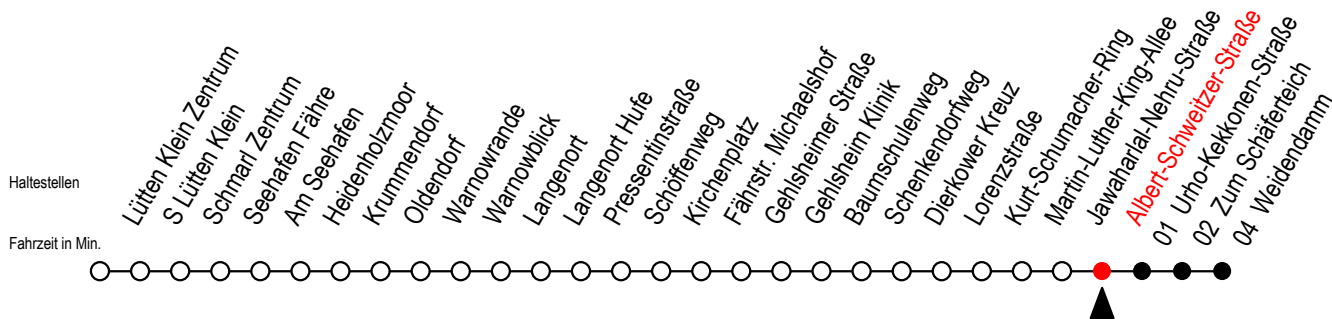 Haltestellen
Fahrzeit in Min.
Lütten Klein Zentrum
S Lütten Klein
Schmarl Zentrum
Seehafen Fähre
Am Seehafen
Heidenholzmoor
Krummendorf
Oldendorf
Warnowrande
Warnowblick
Langenort
Langenort Hufe
Pressentinstraße
Schöffenweg
Kirchenplatz
Fährstr. Michaelshof
Gehlsheimer Straße
Gehlsheim Klinik
Baumschulenweg
Schenkendorfweg
Dierkower Kreuz
Lorenzstraße
Kurt-Schumacher-Ring
Martin-Luther-King-Allee
Jawaharlal-Nehru-Straße
Albert-Schweitzer-Straße
01 Urho-Kekkonen-Straße
02 Zum Schäferteich
04 Weidendamm